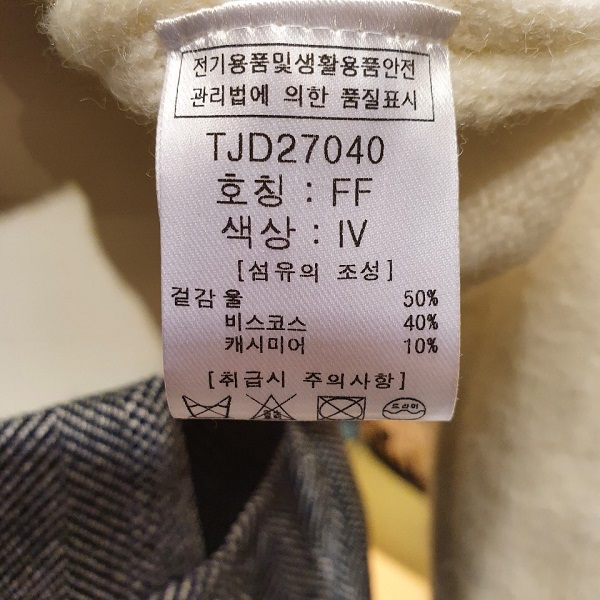 전기용품및생활용품안전
관리법에 의한 품질표시
TJD27040
호칭 : FF
색상 : IV
[섬유의 조성]
겉감 울 50%
비스코스 40%
캐시미어 10%
[취급시 주의사항]
드라이